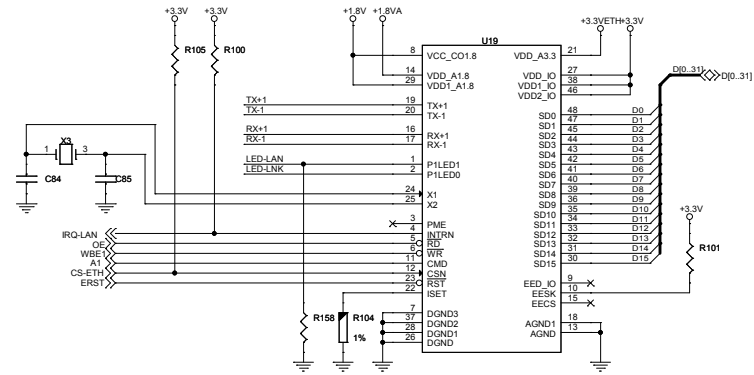 +3.3V +3.3V +1.8V +1.8VA +3.3VETH +3.3V
U19
R105 R100
8 VCC_CO1.8 VDD_A3.3 21
14 VDD_A1.8 VDD_IO 27
29 VDD1_A1.8 VDD1_IO 38
VDD2_IO 46
D[0..31] D[0..31]
TX+1 19 TX+1 SD0 48 D0
TX-1 20 TX-1 SD1 47 D1
SD2 45 D2
RX+1 16 RX+1 SD3 44 D3
RX-1 17 RX-1 SD4 43 D4
SD5 42 D5
LED-LAN 1 P1LED1 SD6 41 D6
LED-LNK 2 P1LED0 SD7 40 D7
SD8 39 D8
X3
1 3
C84 C85
24 X1 SD9 36 D9
25 X2 SD10 35 D10
SD11 34 D11
3 PME SD12 33 D12
IRQ-LAN 4 INTRN SD13 32 D13
OE 5 RD SD14 31 D14
WBE1 6 WR SD15 30 D15
A1 11 CMD
CS-ETH 12 CSN EED_IO 9
ERST 23 RST EESK 10
22 ISET EECS 15
+3.3V
R101
R158 R104
1%
7 DGND3
37 DGND2 AGND1 18
28 DGND1 AGND 13
26 DGND